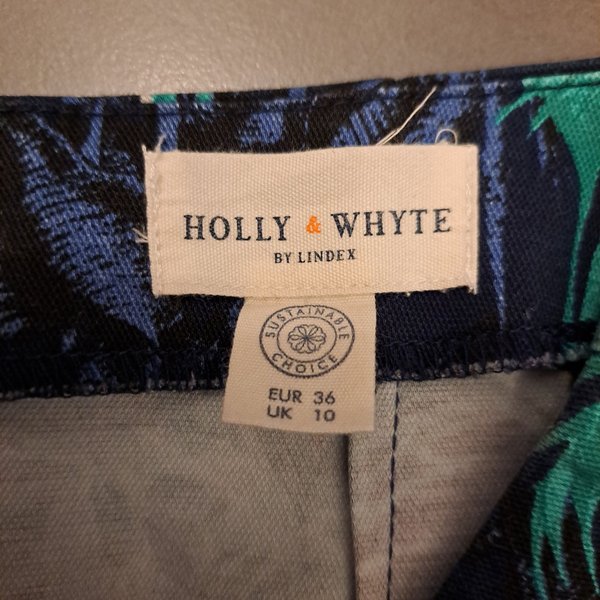 HOLLY & WHYTE
BY LINDEX
SUSTAINABLE
CHOICE
EUR 36
UK 10